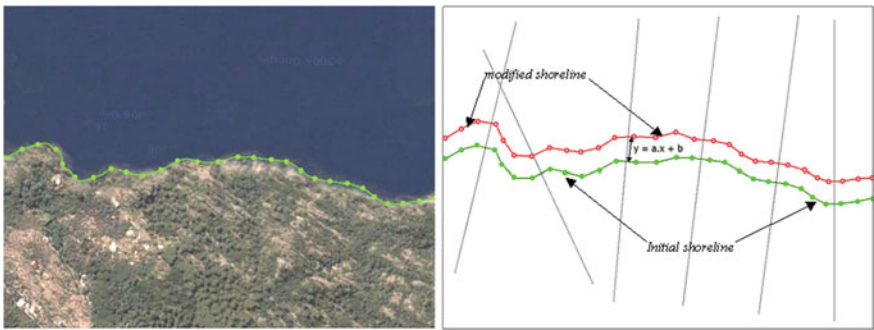 modified shoreline
y = a.x + b
Initial shoreline